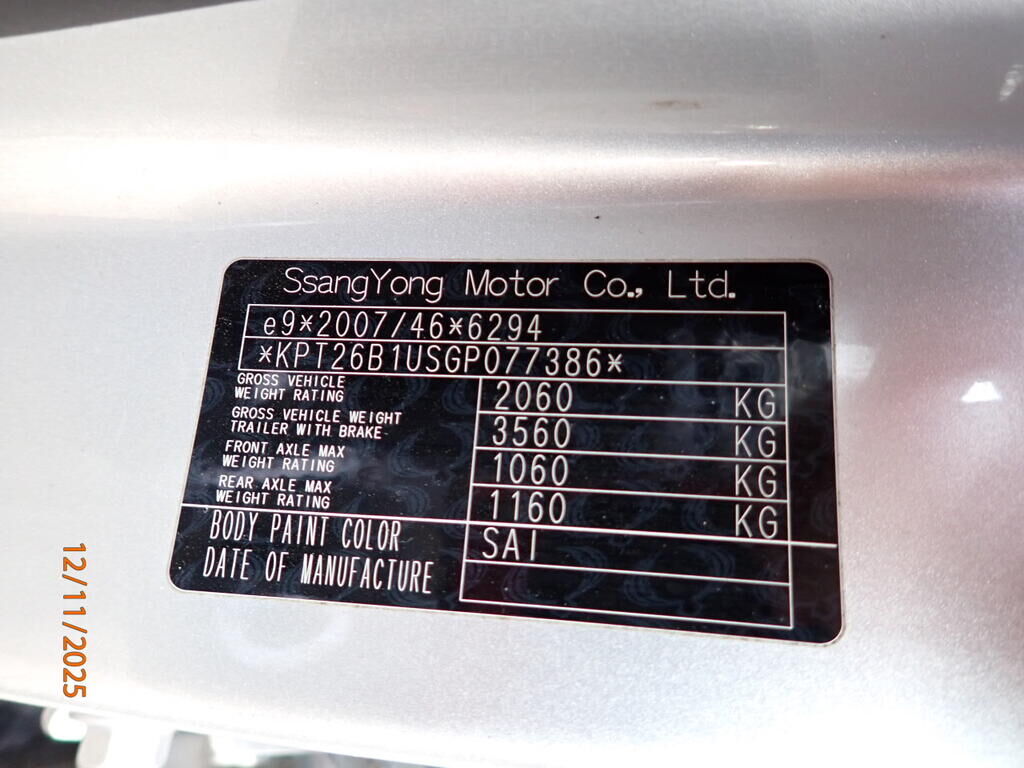 SsangYong Motor Co., Ltd.
e9*2007/46*6294
*KPT26B1USGP077386*
GROSS VEHICLE
WEIGHT RATING
2060 KG
GROSS VEHICLE WEIGHT
TRAILER WITH BRAKE
3560 KG
FRONT AXLE MAX
WEIGHT RATING
1060 KG
REAR AXLE MAX
WEIGHT RATING
1160 KG
BODY PAINT COLOR
SAI
DATE OF MANUFACTURE
12/11/2025